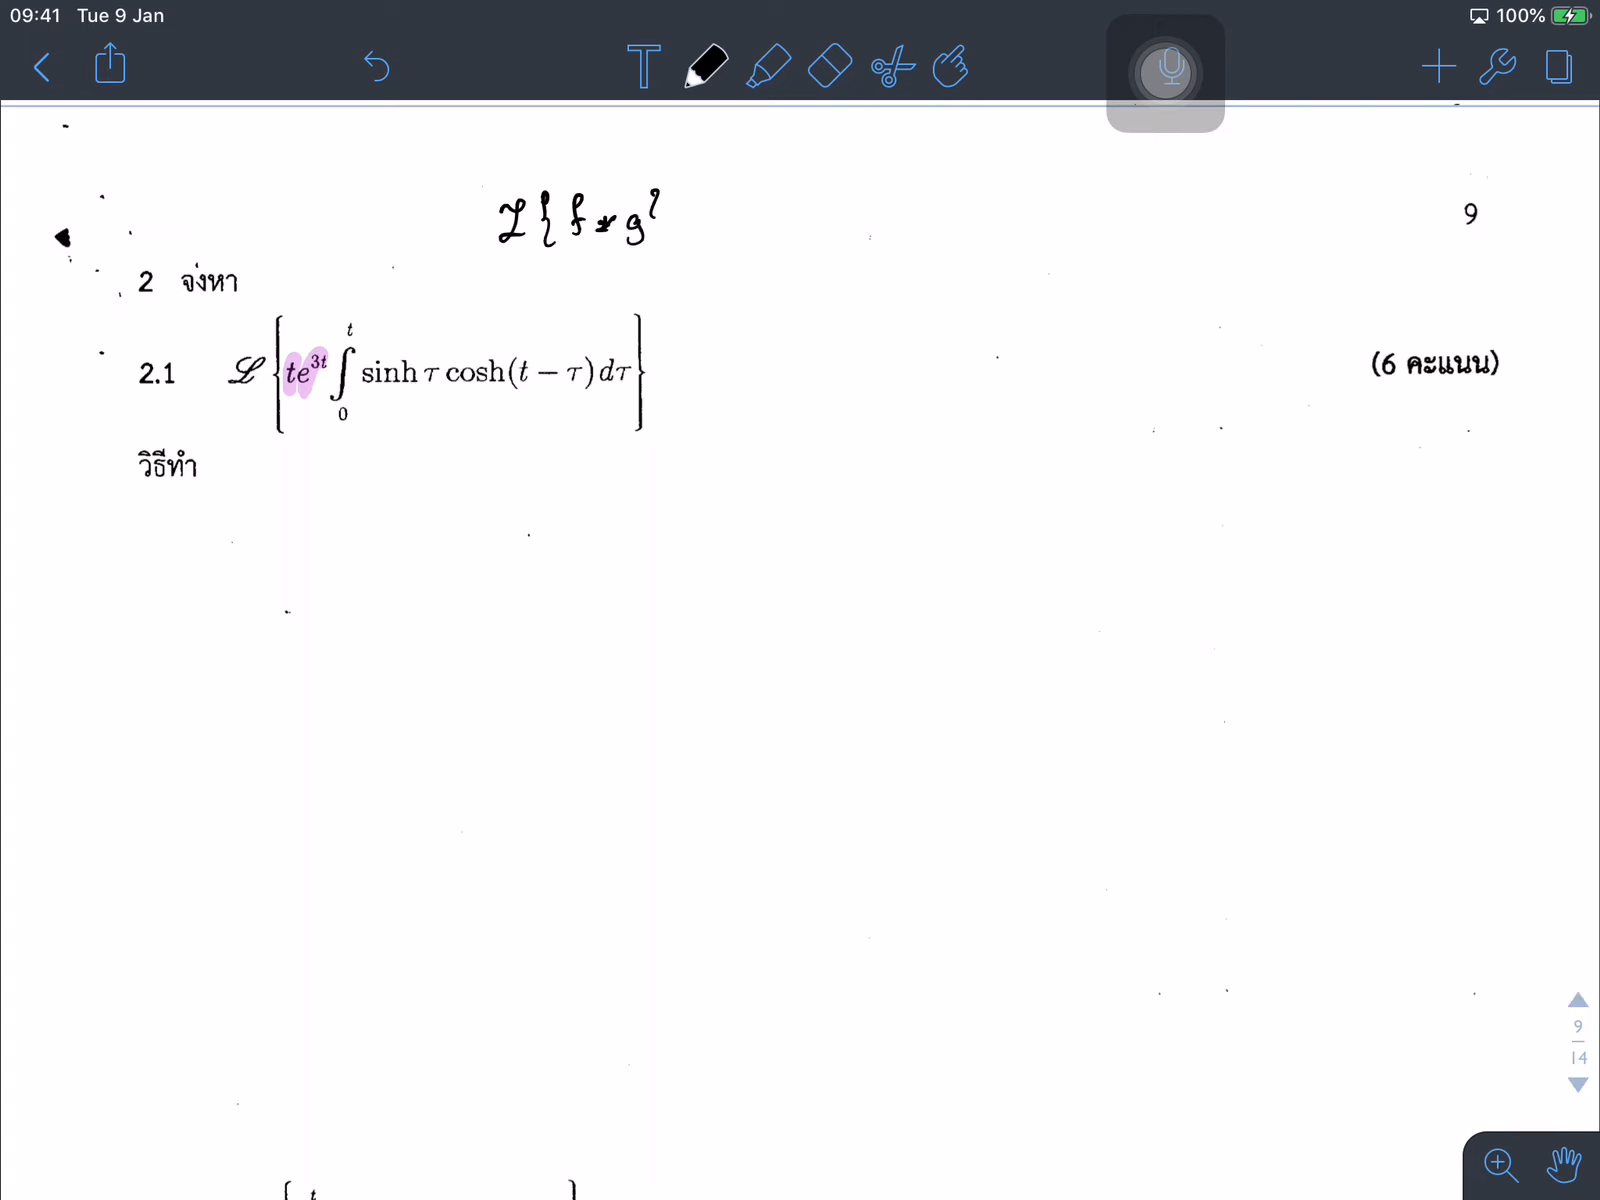 09:41 Tue 9 Jan 100%
T
ℒ{f*g}
9
2 จงหา
2.1 ℒ{te^{3t} ∫_0^t sinh τ cosh(t − τ) dτ} (6 คะแนน)
วิธีทำ
9
14
t